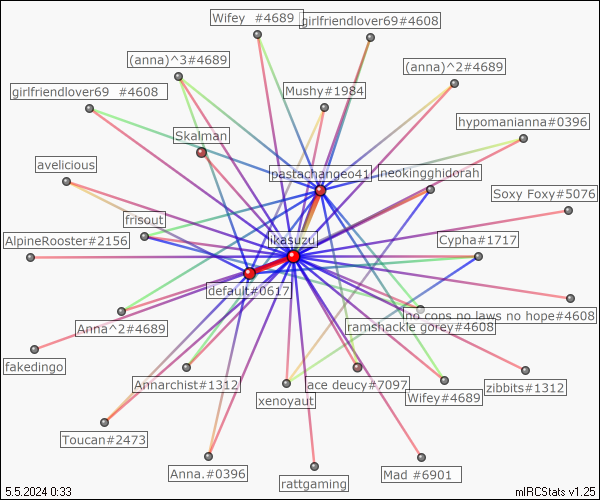 Wifey #4689
girlfriendlover69#4608
(anna)^3#4689
(anna)^2#4689
girlfriendlover69 #4608
Mushy#1984
hypomanianna#0396
Skalman
avelicious
pastachangeo41
neokingghidorah
Soxy Foxy#5076
frisout
AlpineRooster#2156
ikasuzu
Cypha#1717
default#0617
no cops no laws no hope#4608
Anna^2#4689
ramshackle gorey#4608
fakedingo
Annarchist#1312
ace deucy#7097
zibbits#1312
xenoyaut
Wifey#4689
Toucan#2473
Anna.#0396
rattgaming
Mad #6901
5.5.2024 0:33
mIRCStats v1.25